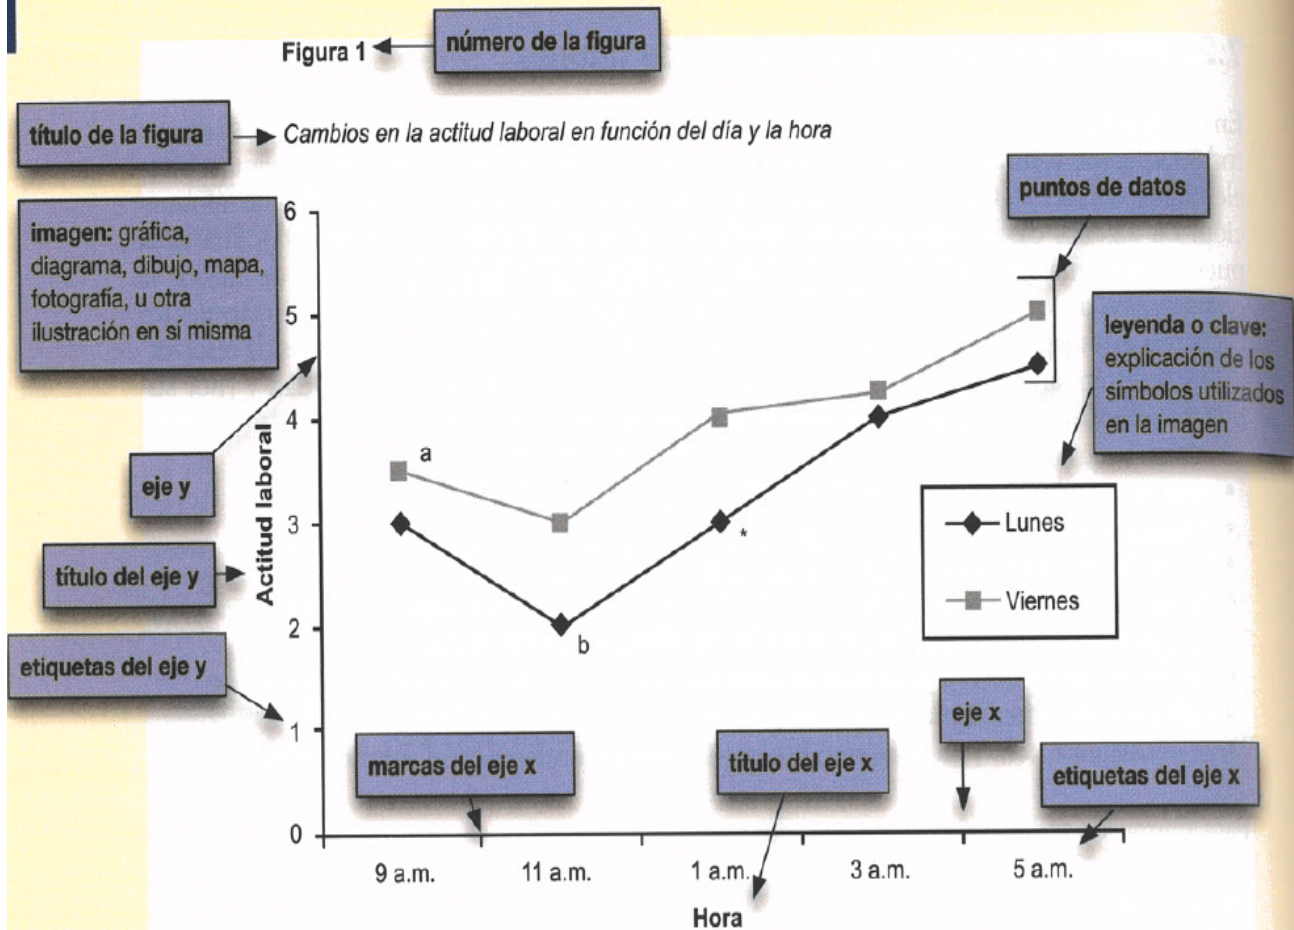 Figura 1
número de la figura
título de la figura
Cambios en la actitud laboral en función del día y la hora
puntos de datos
imagen: gráfica,
diagrama, dibujo, mapa,
fotografía, u otra
ilustración en sí misma
6
5
4
3
2
1
0
leyenda o clave:
explicación de los
símbolos utilizados
en la imagen
eje y
a
Actitud laboral
título del eje y
*
Lunes
Viernes
b
etiquetas del eje y
eje x
marcas del eje x
título del eje x
etiquetas del eje x
9 a.m.
11 a.m.
1 a.m.
3 a.m.
5 a.m.
Hora